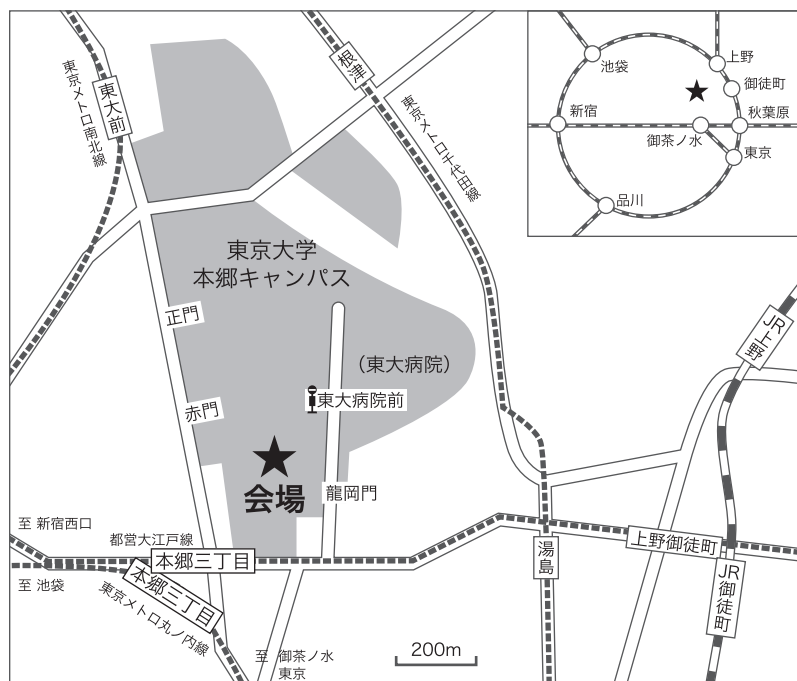 東大前
東京メトロ南北線
根津
東京メトロ千代田線
池袋
上野
御徒町
新宿
秋葉原
御茶ノ水
東京
品川
東京大学
本郷キャンパス
正門
(東大病院)
東大病院前
赤門
JR上野
会場
龍岡門
至 新宿西口
都営大江戸線
本郷三丁目
至 池袋
本郷三丁目
東京メトロ丸ノ内線
湯島
上野御徒町
JR御徒町
至 御茶ノ水
東京
200m